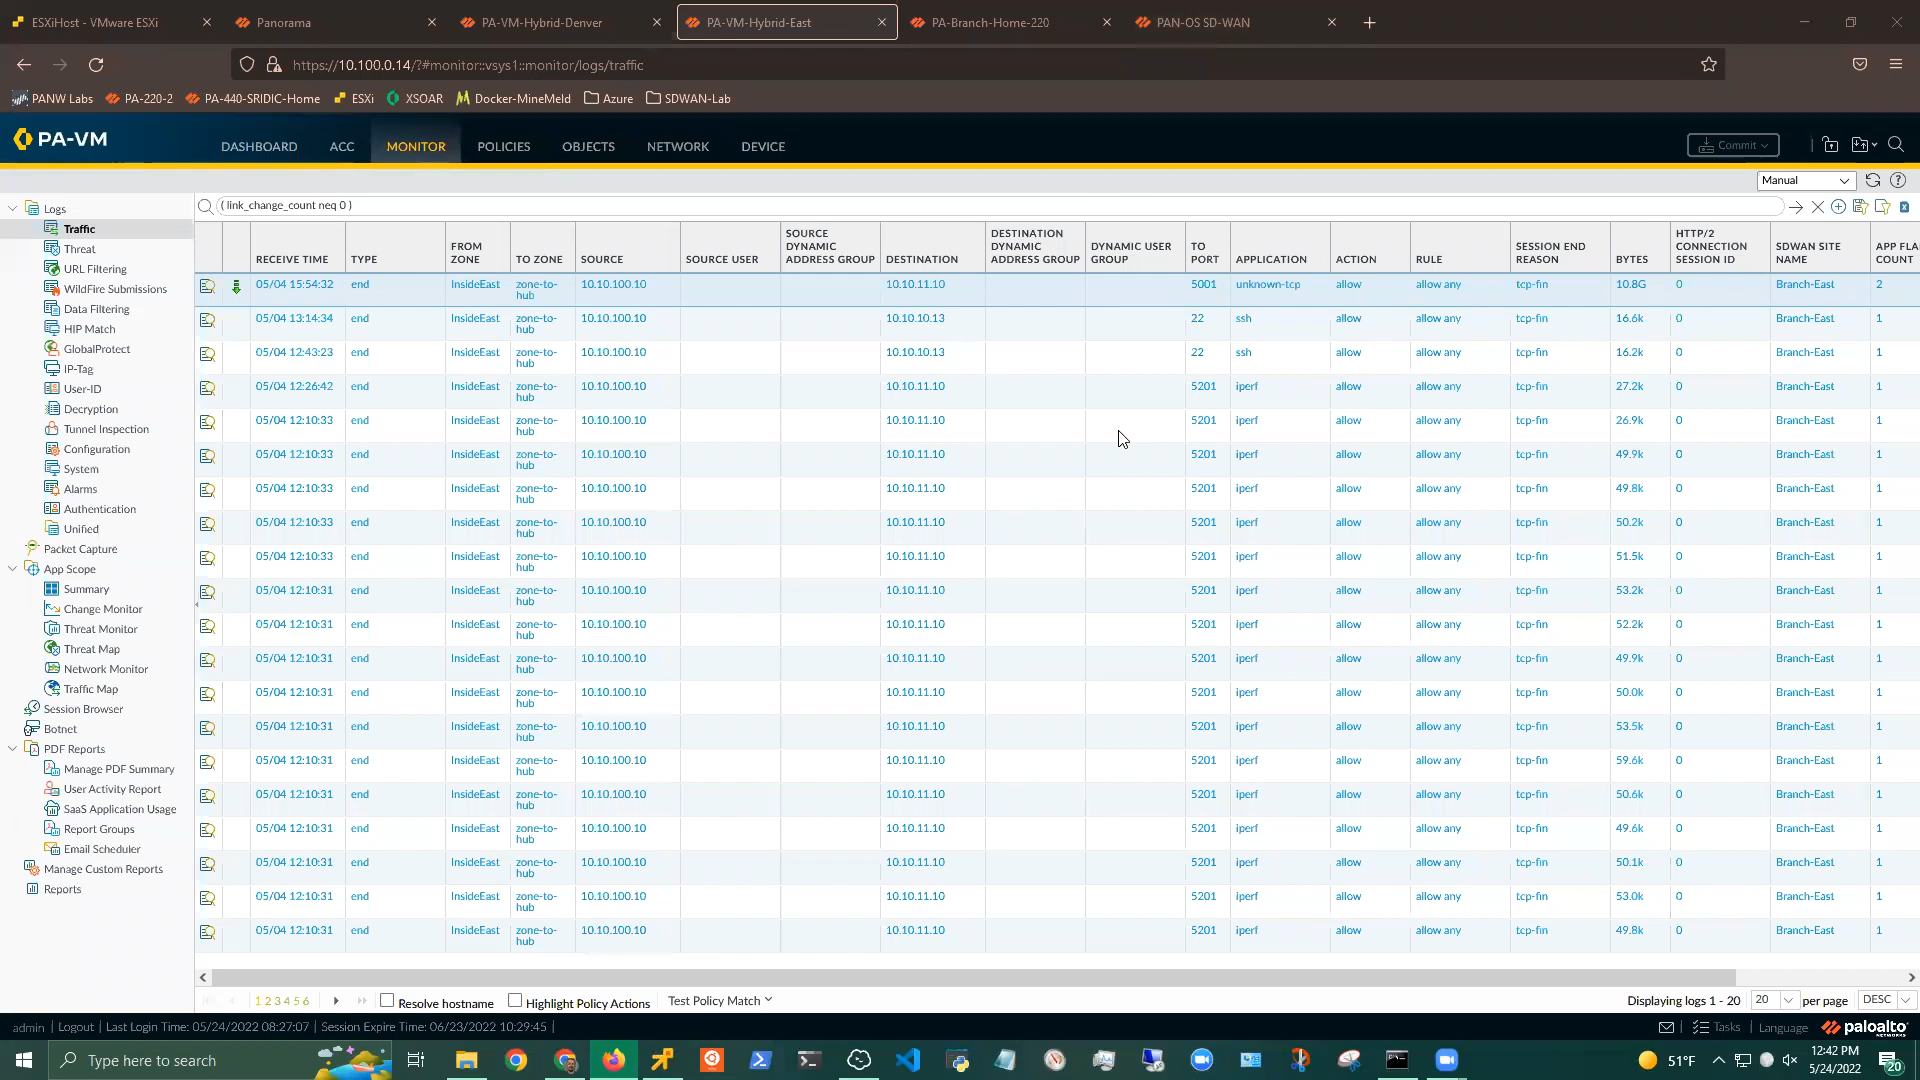 ESXiHost - VMware ESXi
Panorama
PA-VM-Hybrid-Denver
PA-VM-Hybrid-East
PA-Branch-Home-220
PAN-OS SD-WAN
https://10.100.0.14/?#monitor::vsys1::monitor/logs/traffic
PANW Labs PA-220-2 PA-440-SRIDIC-Home ESXi XSOAR Docker-MineMeld Azure SDWAN-Lab
PA-VM
DASHBOARD ACC MONITOR POLICIES OBJECTS NETWORK DEVICE
Commit
Manual
Logs
Traffic
Threat
URL Filtering
WildFire Submissions
Data Filtering
HIP Match
GlobalProtect
IP-Tag
User-ID
Decryption
Tunnel Inspection
Configuration
System
Alarms
Authentication
Unified
Packet Capture
App Scope
Summary
Change Monitor
Threat Monitor
Threat Map
Network Monitor
Traffic Map
Session Browser
Botnet
PDF Reports
Manage PDF Summary
User Activity Report
SaaS Application Usage
Report Groups
Email Scheduler
Manage Custom Reports
Reports
( link_change_count neq 0 )
RECEIVE TIME TYPE FROM ZONE TO ZONE SOURCE SOURCE USER SOURCE DYNAMIC ADDRESS GROUP DESTINATION DESTINATION DYNAMIC ADDRESS GROUP DYNAMIC USER GROUP TO PORT APPLICATION ACTION RULE SESSION END REASON BYTES HTTP/2 CONNECTION SESSION ID SDWAN SITE NAME APP FLA COUNT
05/04 15:54:32 end InsideEast zone-to-hub 10.10.100.10 10.10.11.10 5001 unknown-tcp allow allow any tcp-fin 10.8G 0 Branch-East 2
05/04 13:14:34 end InsideEast zone-to-hub 10.10.100.10 10.10.10.13 22 ssh allow allow any tcp-fin 16.6k 0 Branch-East 1
05/04 12:43:23 end InsideEast zone-to-hub 10.10.100.10 10.10.10.13 22 ssh allow allow any tcp-fin 16.2k 0 Branch-East 1
05/04 12:26:42 end InsideEast zone-to-hub 10.10.100.10 10.10.11.10 5201 iperf allow allow any tcp-fin 27.2k 0 Branch-East 1
05/04 12:10:33 end InsideEast zone-to-hub 10.10.100.10 10.10.11.10 5201 iperf allow allow any tcp-fin 26.9k 0 Branch-East 1
05/04 12:10:33 end InsideEast zone-to-hub 10.10.100.10 10.10.11.10 5201 iperf allow allow any tcp-fin 49.9k 0 Branch-East 1
05/04 12:10:33 end InsideEast zone-to-hub 10.10.100.10 10.10.11.10 5201 iperf allow allow any tcp-fin 49.8k 0 Branch-East 1
05/04 12:10:33 end InsideEast zone-to-hub 10.10.100.10 10.10.11.10 5201 iperf allow allow any tcp-fin 50.2k 0 Branch-East 1
05/04 12:10:33 end InsideEast zone-to-hub 10.10.100.10 10.10.11.10 5201 iperf allow allow any tcp-fin 51.5k 0 Branch-East 1
05/04 12:10:31 end InsideEast zone-to-hub 10.10.100.10 10.10.11.10 5201 iperf allow allow any tcp-fin 53.2k 0 Branch-East 1
05/04 12:10:31 end InsideEast zone-to-hub 10.10.100.10 10.10.11.10 5201 iperf allow allow any tcp-fin 52.2k 0 Branch-East 1
05/04 12:10:31 end InsideEast zone-to-hub 10.10.100.10 10.10.11.10 5201 iperf allow allow any tcp-fin 49.9k 0 Branch-East 1
05/04 12:10:31 end InsideEast zone-to-hub 10.10.100.10 10.10.11.10 5201 iperf allow allow any tcp-fin 50.0k 0 Branch-East 1
05/04 12:10:31 end InsideEast zone-to-hub 10.10.100.10 10.10.11.10 5201 iperf allow allow any tcp-fin 53.5k 0 Branch-East 1
05/04 12:10:31 end InsideEast zone-to-hub 10.10.100.10 10.10.11.10 5201 iperf allow allow any tcp-fin 59.6k 0 Branch-East 1
05/04 12:10:31 end InsideEast zone-to-hub 10.10.100.10 10.10.11.10 5201 iperf allow allow any tcp-fin 50.6k 0 Branch-East 1
05/04 12:10:31 end InsideEast zone-to-hub 10.10.100.10 10.10.11.10 5201 iperf allow allow any tcp-fin 49.6k 0 Branch-East 1
05/04 12:10:31 end InsideEast zone-to-hub 10.10.100.10 10.10.11.10 5201 iperf allow allow any tcp-fin 50.1k 0 Branch-East 1
05/04 12:10:31 end InsideEast zone-to-hub 10.10.100.10 10.10.11.10 5201 iperf allow allow any tcp-fin 53.0k 0 Branch-East 1
05/04 12:10:31 end InsideEast zone-to-hub 10.10.100.10 10.10.11.10 5201 iperf allow allow any tcp-fin 49.8k 0 Branch-East 1
1 2 3 4 5 6 Resolve hostname Highlight Policy Actions Test Policy Match Displaying logs 1 - 20 20 per page DESC
admin | Logout | Last Login Time: 05/24/2022 08:27:07 | Session Expire Time: 06/23/2022 10:29:45 | Tasks | Language paloalto NETWORKS
Type here to search 51°F 12:42 PM
5/24/2022 20